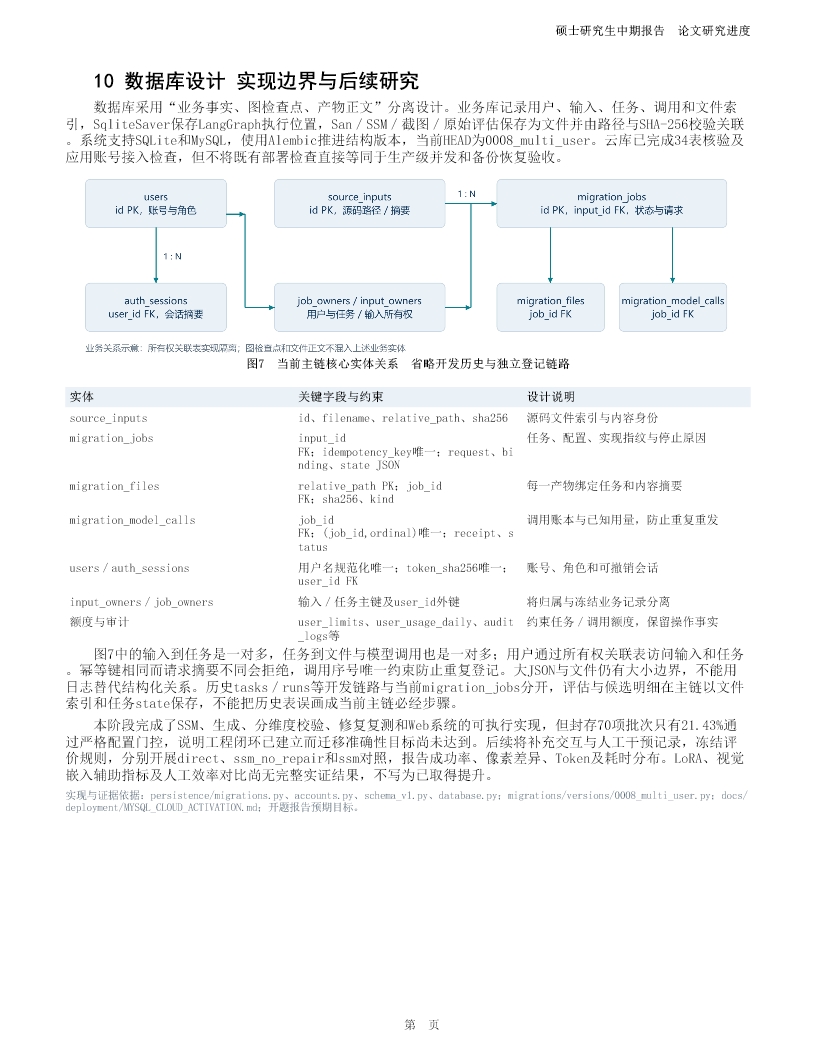 硕士研究生中期报告 论文研究进度
10 数据库设计 实现边界与后续研究
数据库采用“业务事实、图检查点、产物正文”分离设计。业务库记录用户、输入、任务、调用和文件索
引，SqliteSaver保存LangGraph执行位置，San / SSM / 截图 / 原始评估保存为文件并由路径与SHA-256校验关联
。系统支持SQLite和MySQL，使用Alembic推进结构版本，当前HEAD为0008_multi_user。云库已完成34表核验及
应用账号接入检查，但不将既有部署检查直接等同于生产级并发和备份恢复验收。
users
id PK，账号与角色
source_inputs
id PK，源码路径 / 摘要
1 : N
migration_jobs
id PK，input_id FK，状态与请求
1 : N
auth_sessions
user_id FK，会话摘要
job_owners / input_owners
用户与任务 / 输入所有权
migration_files
job_id FK
migration_model_calls
job_id FK
业务关系示意：所有权关联表实现隔离；图检查点和文件正文不混入上述业务实体
图7 当前主链核心实体关系 省略开发历史与独立登记链路
实体 关键字段与约束 设计说明
source_inputs id、filename、relative_path、sha256 源码文件索引与内容身份
migration_jobs input_id 任务、配置、实现指纹与停止原因
FK；idempotency_key唯一；request、bi
nding、state JSON
migration_files relative_path PK；job_id 每一产物绑定任务和内容摘要
FK；sha256、kind
migration_model_calls job_id 调用账本与已知用量，防止重复重发
FK；(job_id,ordinal)唯一；receipt、s
tatus
users / auth_sessions 用户名规范化唯一；token_sha256唯一； 账号、角色和可撤销会话
user_id FK
input_owners / job_owners 输入 / 任务主键及user_id外键 将归属与冻结业务记录分离
额度与审计 user_limits、user_usage_daily、audit 约束任务 / 调用额度，保留操作事实
_logs等
图7中的输入到任务是一对多，任务到文件与模型调用也是一对多；用户通过所有权关联表访问输入和任务
。幂等键相同而请求摘要不同会拒绝，调用序号唯一约束防止重复登记。大JSON与文件仍有大小边界，不能用
日志替代结构化关系。历史tasks / runs等开发链路与当前migration_jobs分开，评估与候选明细在主链以文件
索引和任务state保存，不能把历史表误画成当前主链必经步骤。
本阶段完成了SSM、生成、分维度校验、修复复测和Web系统的可执行实现，但封存70项批次只有21.43%通
过严格配置门控，说明工程闭环已建立而迁移准确性目标尚未达到。后续将补充交互与人工干预记录，冻结评
价规则，分别开展direct、ssm_no_repair和ssm对照，报告成功率、像素差异、Token及耗时分布。LoRA、视觉
嵌入辅助指标及人工效率对比尚无完整实证结果，不写为已取得提升。
实现与证据依据：persistence/migrations.py、accounts.py、schema_v1.py、database.py；migrations/versions/0008_multi_user.py；docs/
deployment/MYSQL_CLOUD_ACTIVATION.md；开题报告预期目标。
第 页